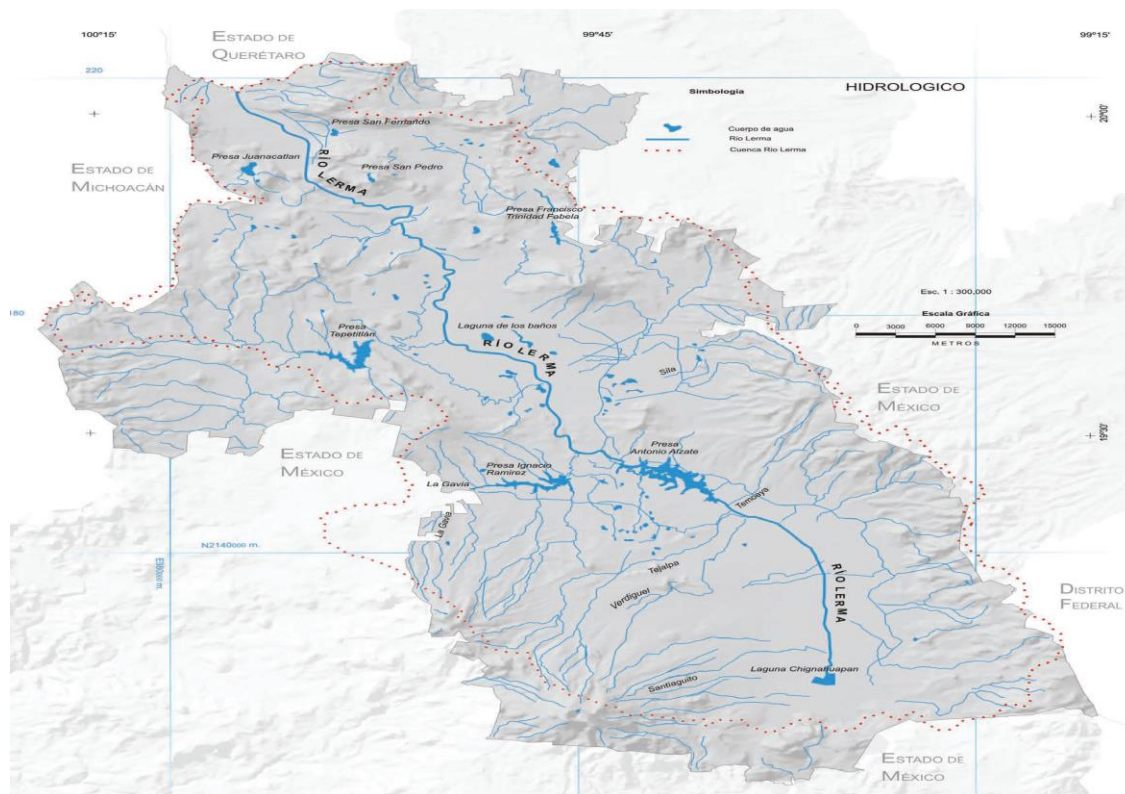 100°15'
99°45'
99°15'
ESTADO DE
QUERÉTARO
220
HIDROLOGICO
Simbología
Cuerpo de agua
Río Lerma
Cuenca Río Lerma
20°00'
Presa San Fernando
Presa Juanacatlan
RÍO LERMA
Presa San Pedro
ESTADO DE
MICHOACÁN
Presa Francisco
Trinidad Fabela
Esc. 1 : 300,000
Escala Gráfica
0 3000 6000 9000 12000 15000
METROS
180
Laguna de los baños
Presa
Tepetitlán
RÍO LERMA
Sila
ESTADO DE
MÉXICO
ESTADO DE
MÉXICO
Presa
Antonio Alzate
Presa Ignacio
Ramirez
La Gavia
Temoaya
La Gava
N2140000 m.
Tejalpa
Verdiguel
RÍO LERMA
DISTRITO
FEDERAL
Laguna Chignahuapan
Santiaguito
ESTADO DE
MÉXICO